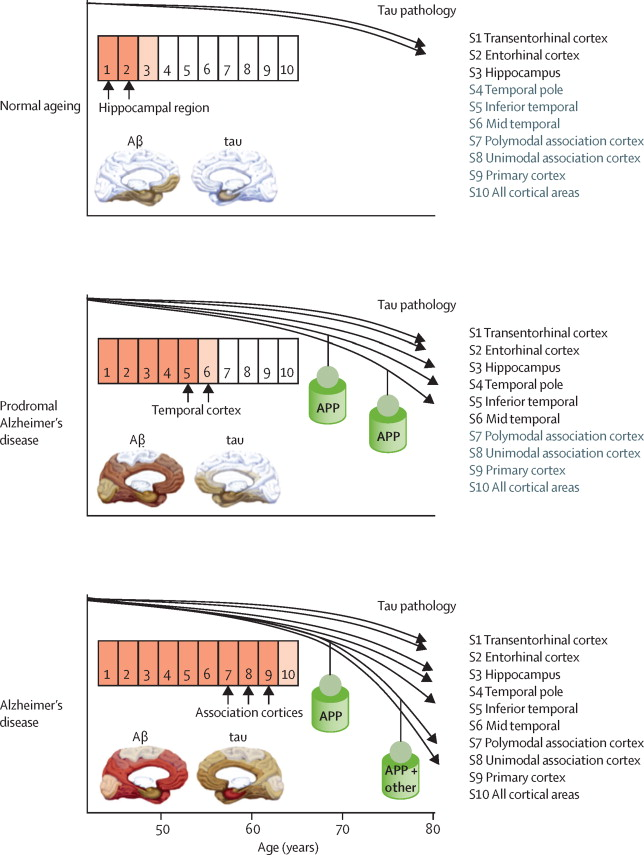 Tau pathology
1 2 3 4 5 6 7 8 9 10
Normal ageing
Hippocampal region
Aβ
tau
S1 Transentorhinal cortex
S2 Entorhinal cortex
S3 Hippocampus
S4 Temporal pole
S5 Inferior temporal
S6 Mid temporal
S7 Polymodal association cortex
S8 Unimodal association cortex
S9 Primary cortex
S10 All cortical areas
Tau pathology
1 2 3 4 5 6 7 8 9 10
Prodromal
Alzheimer's
disease
Temporal cortex
APP
APP
Aβ
tau
S1 Transentorhinal cortex
S2 Entorhinal cortex
S3 Hippocampus
S4 Temporal pole
S5 Inferior temporal
S6 Mid temporal
S7 Polymodal association cortex
S8 Unimodal association cortex
S9 Primary cortex
S10 All cortical areas
Tau pathology
1 2 3 4 5 6 7 8 9 10
Alzheimer's
disease
Association cortices
APP
APP +
other
Aβ
tau
S1 Transentorhinal cortex
S2 Entorhinal cortex
S3 Hippocampus
S4 Temporal pole
S5 Inferior temporal
S6 Mid temporal
S7 Polymodal association cortex
S8 Unimodal association cortex
S9 Primary cortex
S10 All cortical areas
50 60 70 80
Age (years)